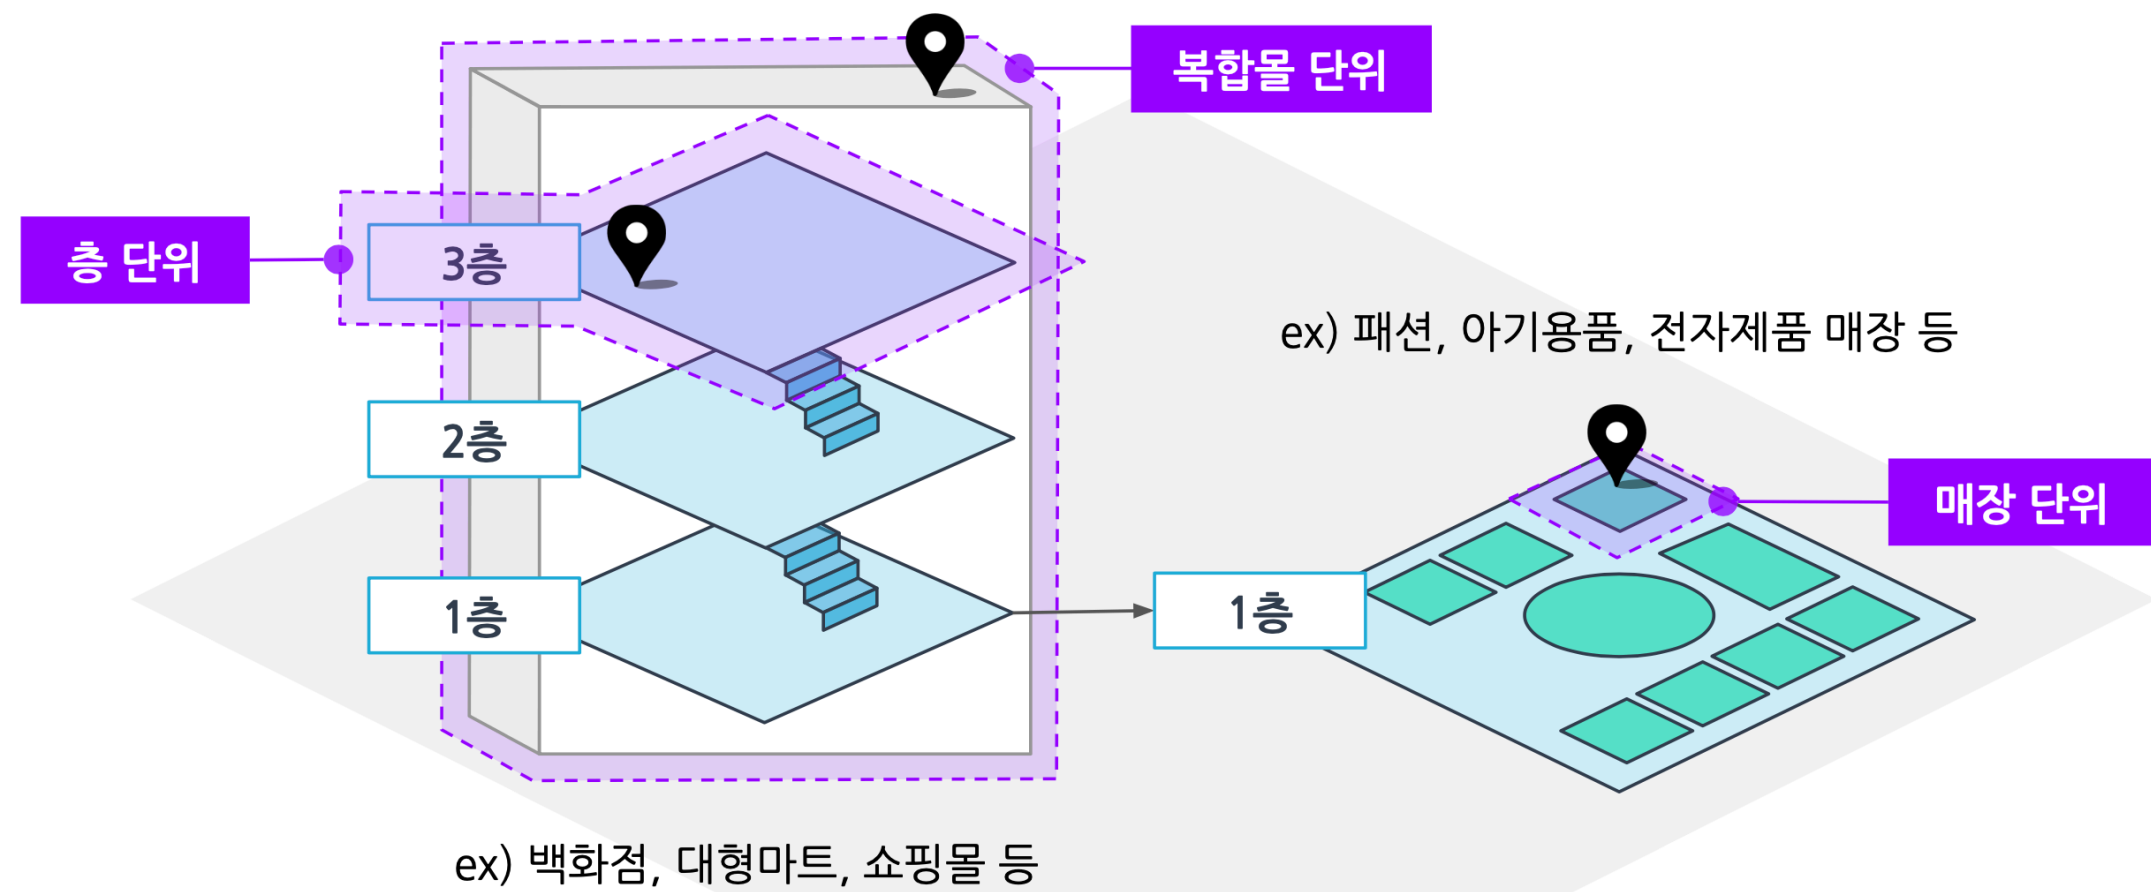 복합몰 단위
층 단위
3층
ex) 패션, 아기용품, 전자제품 매장 등
2층
매장 단위
1층
1층
ex) 백화점, 대형마트, 쇼핑몰 등